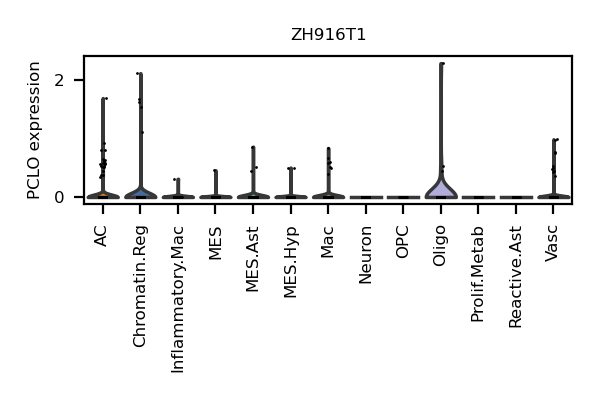 ZH916T1
PCLO expression
2
0
AC
Chromatin.Reg
Inflammatory.Mac
MES
MES.Ast
MES.Hyp
Mac
Neuron
OPC
Oligo
Prolif.Metab
Reactive.Ast
Vasc